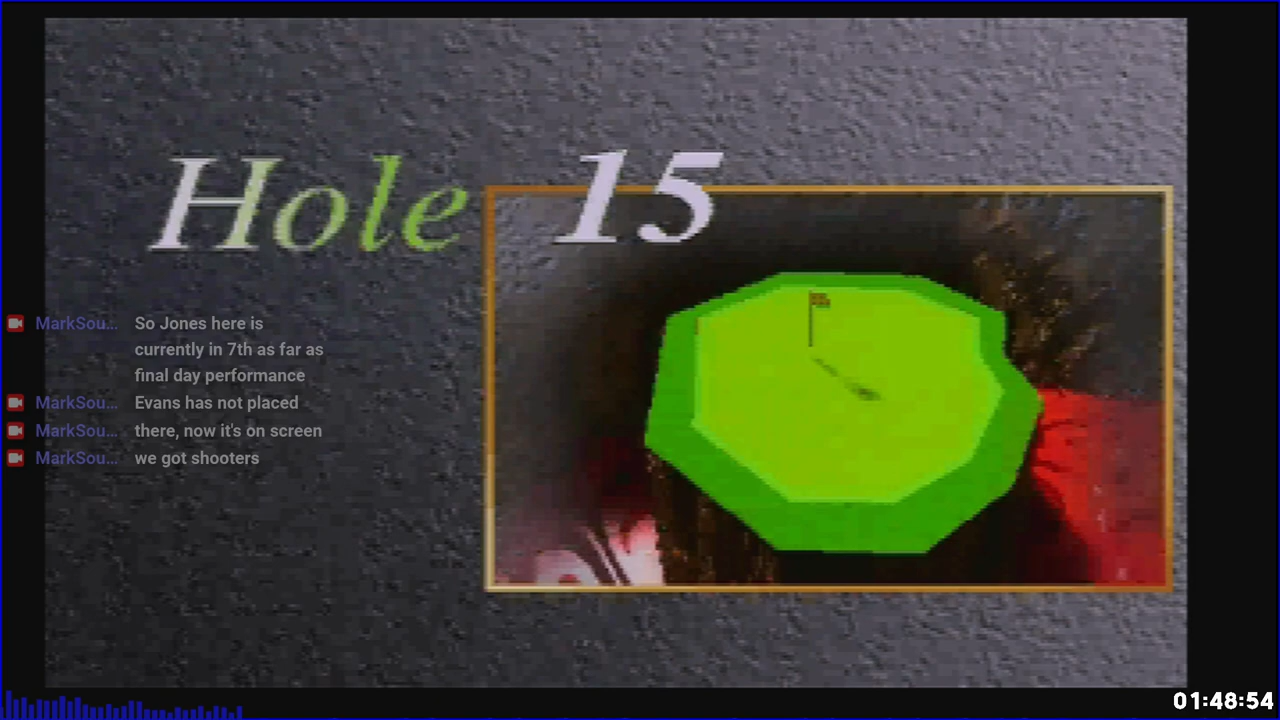 Hole 15
MarkSou... So Jones here is
currently in 7th as far as
final day performance
MarkSou... Evans has not placed
MarkSou... there, now it's on screen
MarkSou... we got shooters
01:48:54